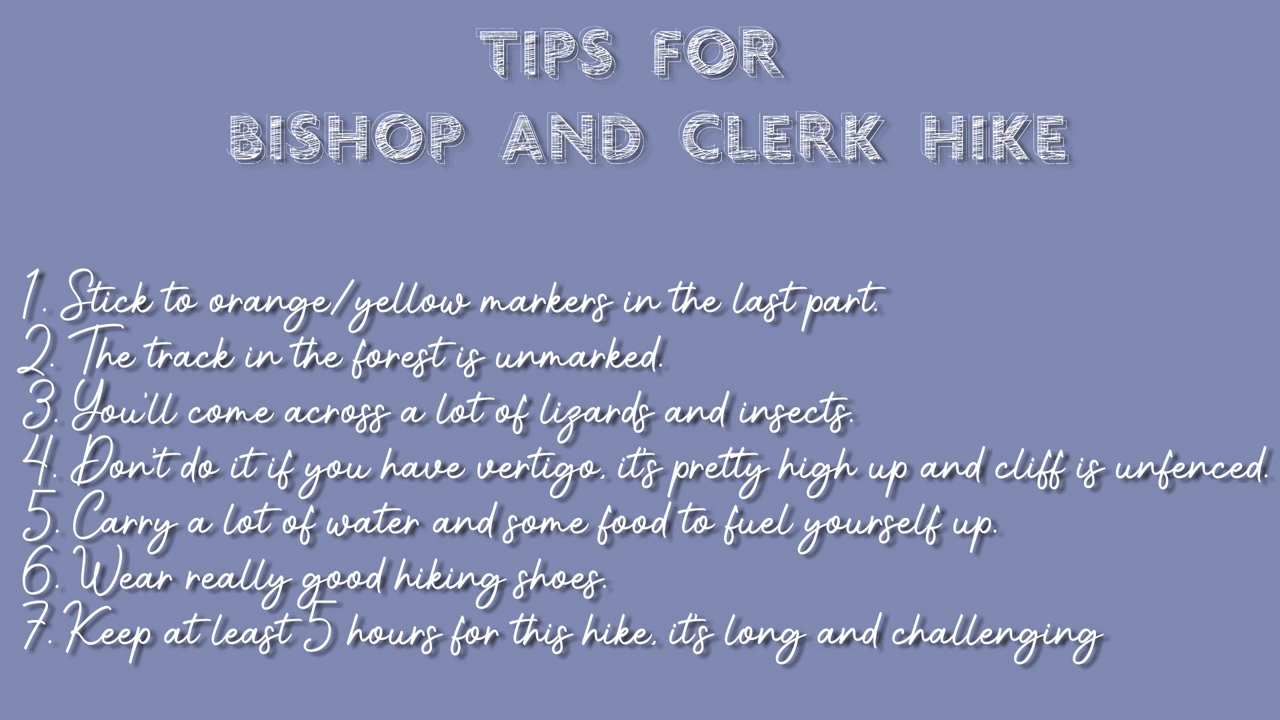 TIPS FOR
BISHOP AND CLERK HIKE
1. Stick to orange/yellow markers in the last part.
2. The track in the forest is unmarked.
3. You'll come across a lot of lizards and insects.
4. Don't do it if you have vertigo, it's pretty high up and cliff is unfenced.
5. Carry a lot of water and some food to fuel yourself up.
6. Wear really good hiking shoes.
7. Keep at least 5 hours for this hike, it's long and challenging